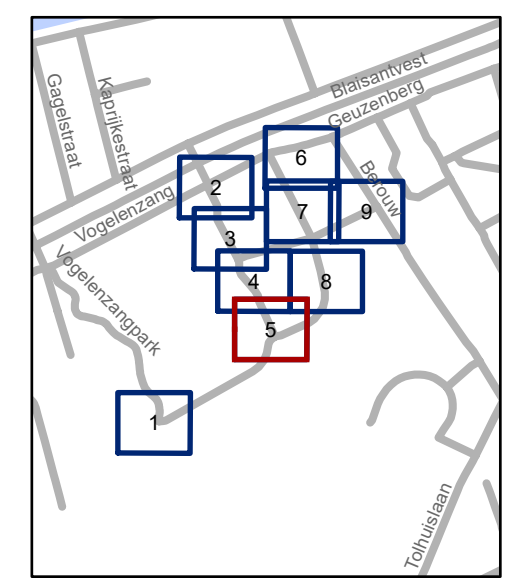 Blaisantvest
Geuzenberg
Gagelstraat
Kaprijkestraat
6
Berouw
2
Vogelenzang
7
9
3
Vogelenzangpark
4
8
5
1
Tolhuislaan